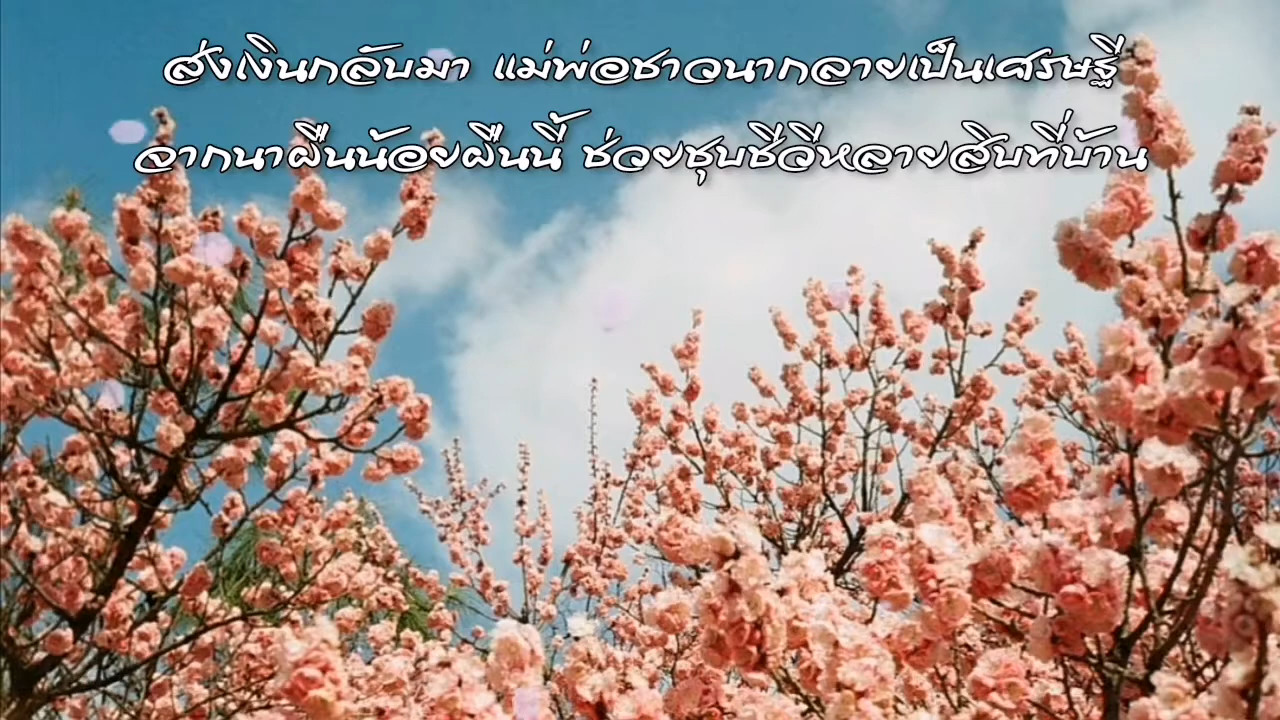 ส่งเงินกลับมา แม่พ่อชาวนากลายเป็นเศรษฐี
จากนาผืนน้อยผืนนี้ ช่วยชุบชีวีหลายสิบที่บ้าน